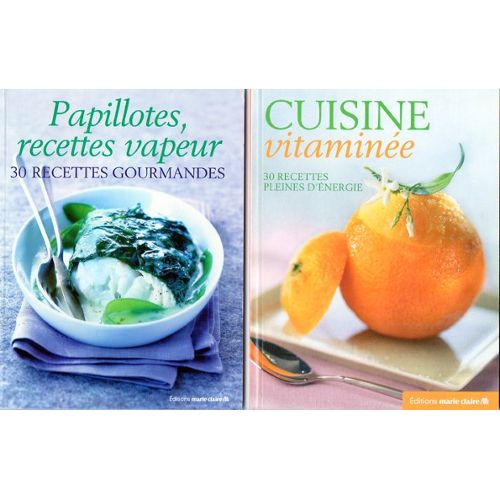 Papillotes,
recettes vapeur
30 RECETTES GOURMANDES
Éditions marie claire
CUISINE
vitaminée
30 RECETTES
PLEINES D'ÉNERGIE
Éditions marie claire